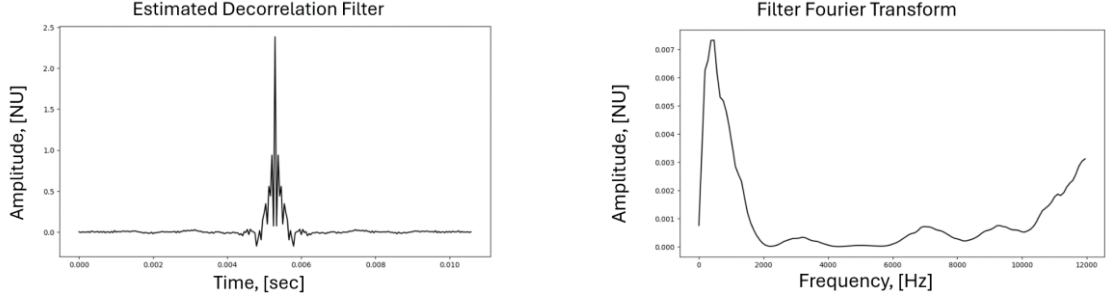 Estimated Decorrelation Filter
Amplitude, [NU]
2.5
2.0
1.5
1.0
0.5
0.0
0.000 0.002 0.004 0.006 0.008 0.010
Time, [sec]
Filter Fourier Transform
Amplitude, [NU]
0.007
0.006
0.005
0.004
0.003
0.002
0.001
0.000
0 2000 4000 6000 8000 10000 12000
Frequency, [Hz]